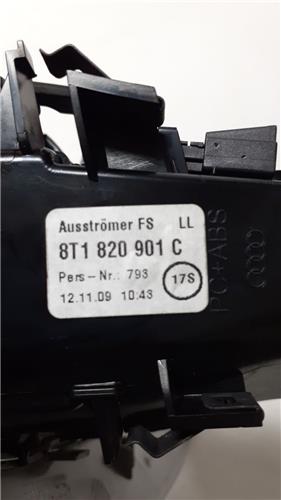 Ausströmer FS LL
8T1 820 901 C
Pers-Nr.: 793
17S
12.11.09 10:43
PC+ABS